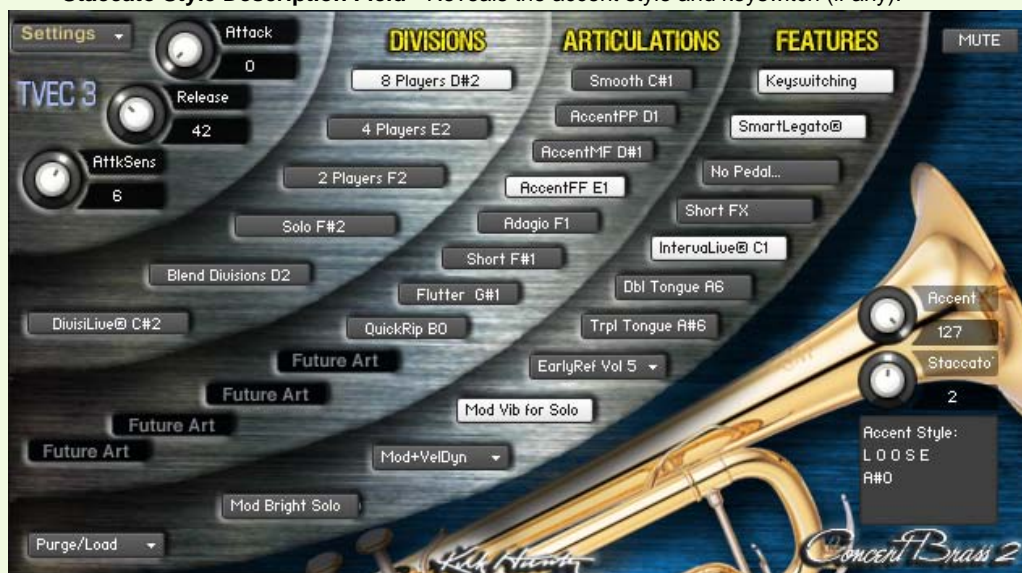 Staccato Style Description Field - Reveals the accent style and keyswitch (if any).
Settings
Attack
0
TVEC 3
Release
42
AttkSens
6
DIVISIONS
8 Players D#2
4 Players E2
2 Players F2
Solo F#2
Blend Divisions D2
DivisiLive® C#2
Future Art
Future Art
Future Art
Future Art
Purge/Load
ARTICULATIONS
Smooth C#1
AccentPP D1
AccentMF D#1
AccentFF E1
Adagio F1
Short F#1
Flutter G#1
QuickRip B0
FEATURES
Keyswitching
SmartLegato®
No Pedal...
Short FX
IntervaLive® C1
Dbl Tongue A6
Trpl Tongue A#6
EarlyRef Vol 5
Mod Vib for Solo
Mod+VelDyn
Mod Bright Solo
MUTE
Accent
127
Staccato
2
Accent Style:
L O O S E
A#0
Kirk Hunter
Concert Brass 2